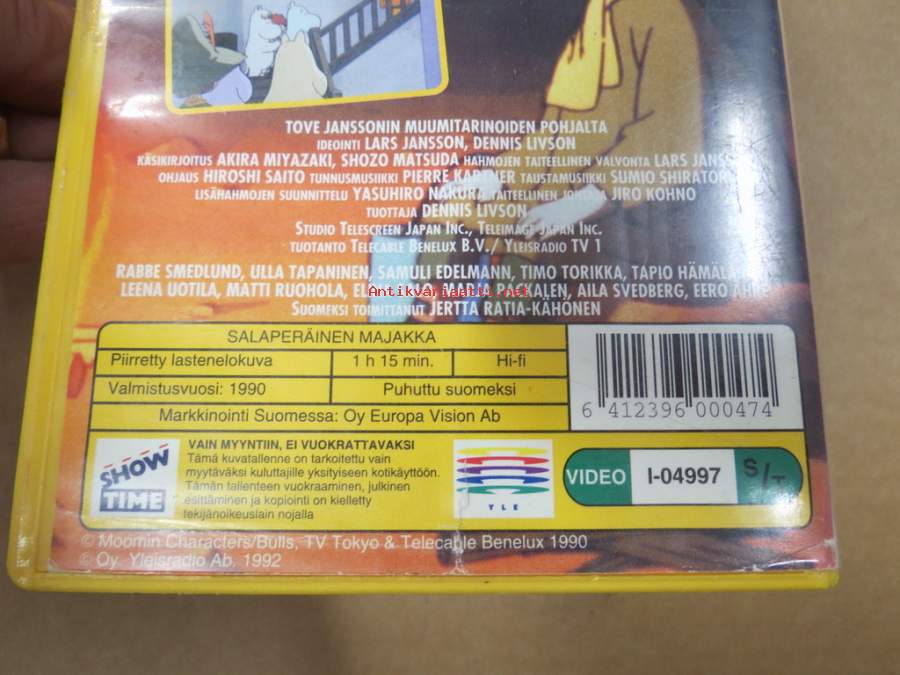 TOVE JANSSONIN MUUMITARINOIDEN POHJALTA
IDEOINTI LARS JANSSON, DENNIS LIVSON
KÄSIKIRJOITUS AKIRA MIYAZAKI, SHOZO MATSUDA HAHMOJEN TAITEELLINEN VALVONTA LARS JANSS
OHJAUS HIROSHI SAITO TUNNUSMUSIIKKI PIERRE KARTNER TAUSTAMUSIIKKI SUMIO SHIRATOR
LISÄHAHMOJEN SUUNNITTELU YASUHIRO NAKURA TAITEELLINEN JIRO KOHNO
TUOTTAJA DENNIS LIVSON
STUDIO TELESCREEN JAPAN INC., TELEIMAGE JAPAN INC.
TUOTANTO TELECABLE BENELUX B.V./ YLEISRADIO TV 1
RABBE SMEDLUND, ULLA TAPANINEN, SAMULI EDELMANN, TIMO TORIKKA, TAPIO HÄMÄL
LEENA UOTILA, MATTI RUOHOLA, AILA SVEDBERG, EERO AH
Antikvariaatti.net
SUOMEKSI TOIMITTANUT JERTTA RATIA-KÄHÖNEN
SALAPERÄINEN MAJAKKA
Piirretty lastenelokuva 1 h 15 min. Hi-fi
Valmistusvuosi: 1990 Puhuttu suomeksi
Markkinointi Suomessa: Oy Europa Vision Ab
6 412396 000474
SHOW TIME
VAIN MYYNTIIN, EI VUOKRATTAVAKSI
Tämä kuvatallenne on tarkoitettu vain
myytäväksi kuluttajille yksityiseen kotikäyttöön.
Tämän tallenteen vuokraaminen, julkinen
esittäminen ja kopiointi on kielletty
tekijänoikeuslain nojalla
YLE
VIDEO I-04997 S/T
© Moomin Characters/Bulls, TV Tokyo & Telecable Benelux 1990
© Oy. Yleisradio Ab. 1992